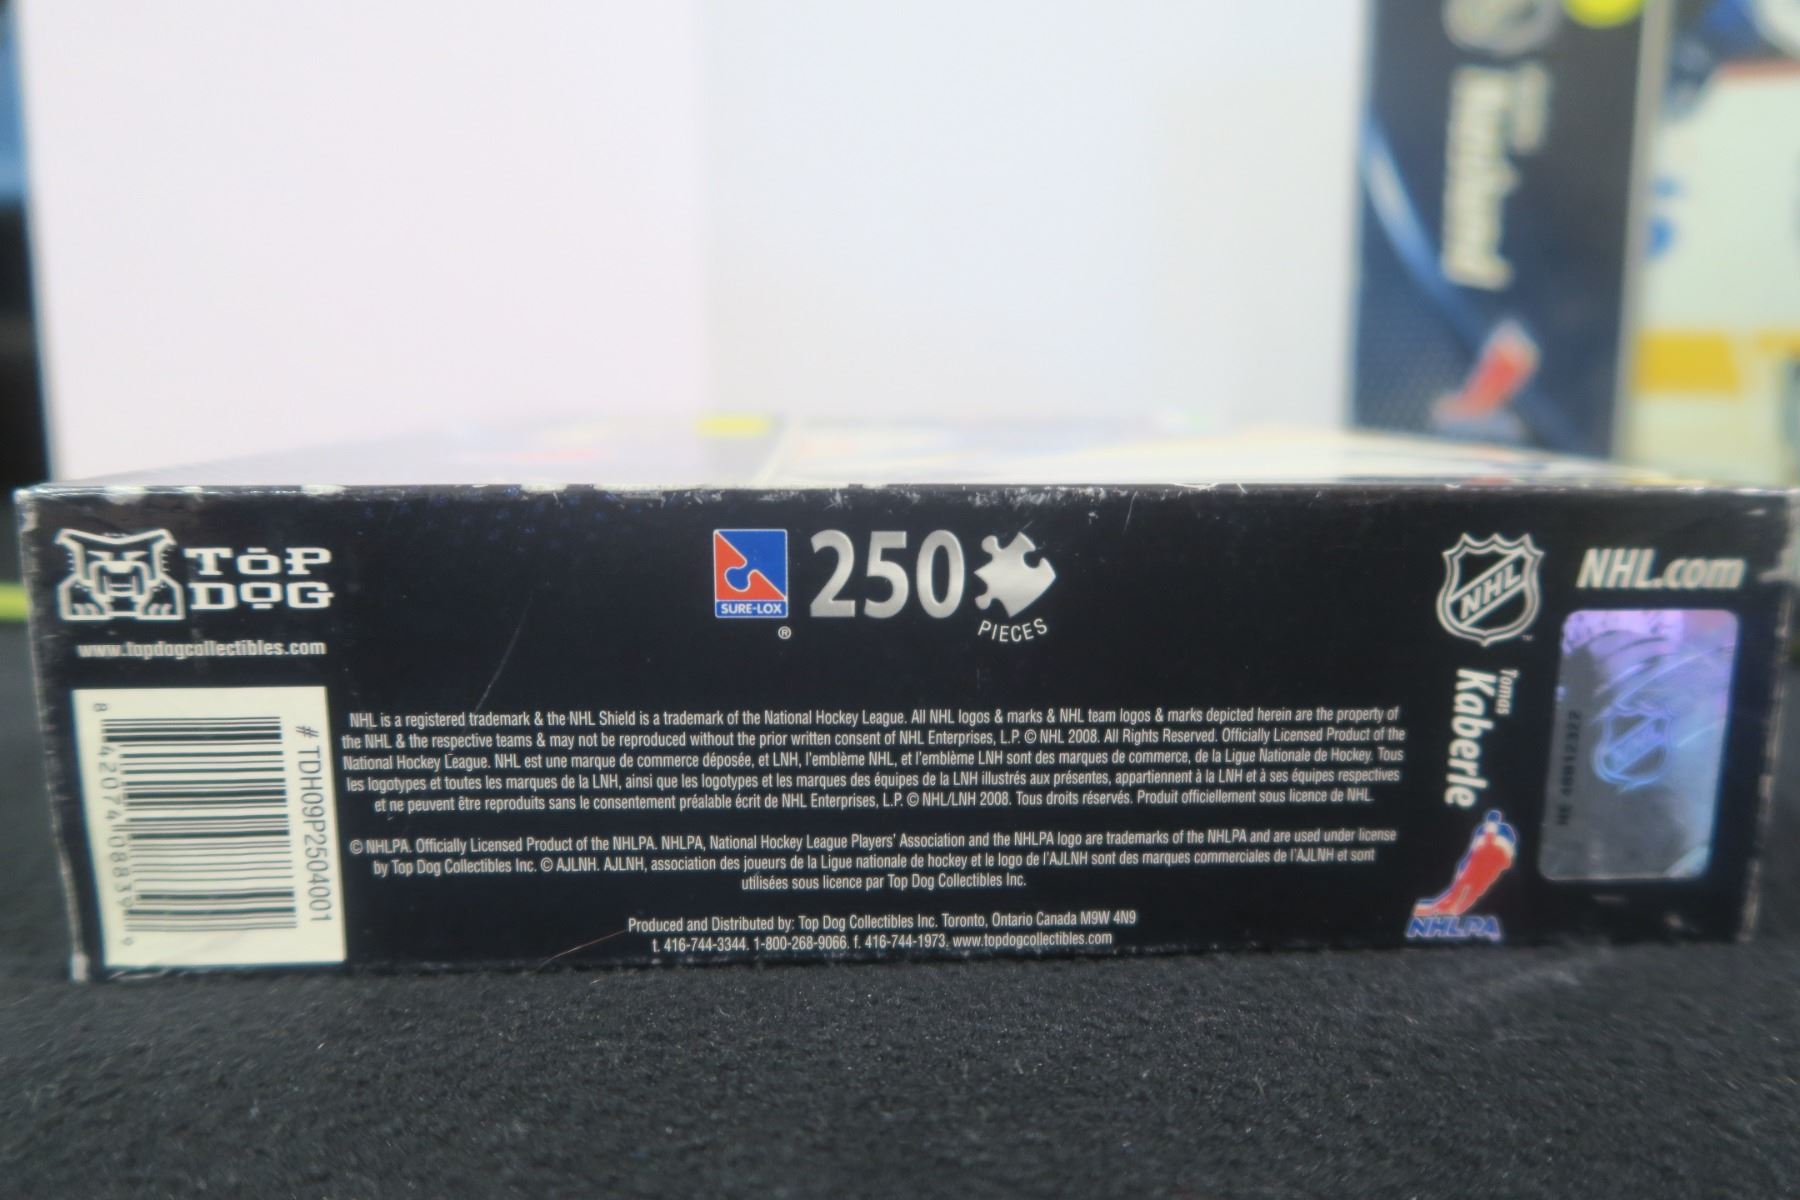 TOP
DOG
www.topdogcollectibles.com
8 42074 08839 9
# TDH09P2504001
SURE-LOX
®
250
PIECES
NHL
™
NHL.com
Tomas
Kaberle
NHLPA
NHL is a registered trademark & the NHL Shield is a trademark of the National Hockey League. All NHL logos & marks & NHL team logos & marks depicted herein are the property of
the NHL & the respective teams & may not be reproduced without the prior written consent of NHL Enterprises, L.P. © NHL 2008. All Rights Reserved. Officially Licensed Product of the
National Hockey League. NHL est une marque de commerce déposée, et LNH, l'emblème NHL, et l'emblème LNH sont des marques de commerce, de la Ligue Nationale de Hockey. Tous
les logotypes et toutes les marques de la LNH, ainsi que les logotypes et les marques des équipes de la LNH illustrés aux présentes, appartiennent à la LNH et à ses équipes respectives
et ne peuvent être reproduits sans le consentement préalable écrit de NHL Enterprises, L.P. © NHL/LNH 2008. Tous droits réservés. Produit officiellement sous licence de NHL.
© NHLPA. Officially Licensed Product of the NHLPA. NHLPA, National Hockey League Players' Association and the NHLPA logo are trademarks of the NHLPA and are used under license
by Top Dog Collectibles Inc. © AJLNH. AJLNH, association des joueurs de la Ligue nationale de hockey et le logo de l'AJLNH sont des marques commerciales de l'AJLNH et sont
utilisées sous licence par Top Dog Collectibles Inc.
Produced and Distributed by: Top Dog Collectibles Inc. Toronto, Ontario Canada M9W 4N9
t. 416-744-3344. 1-800-268-9066. f. 416-744-1973, www.topdogcollectibles.com